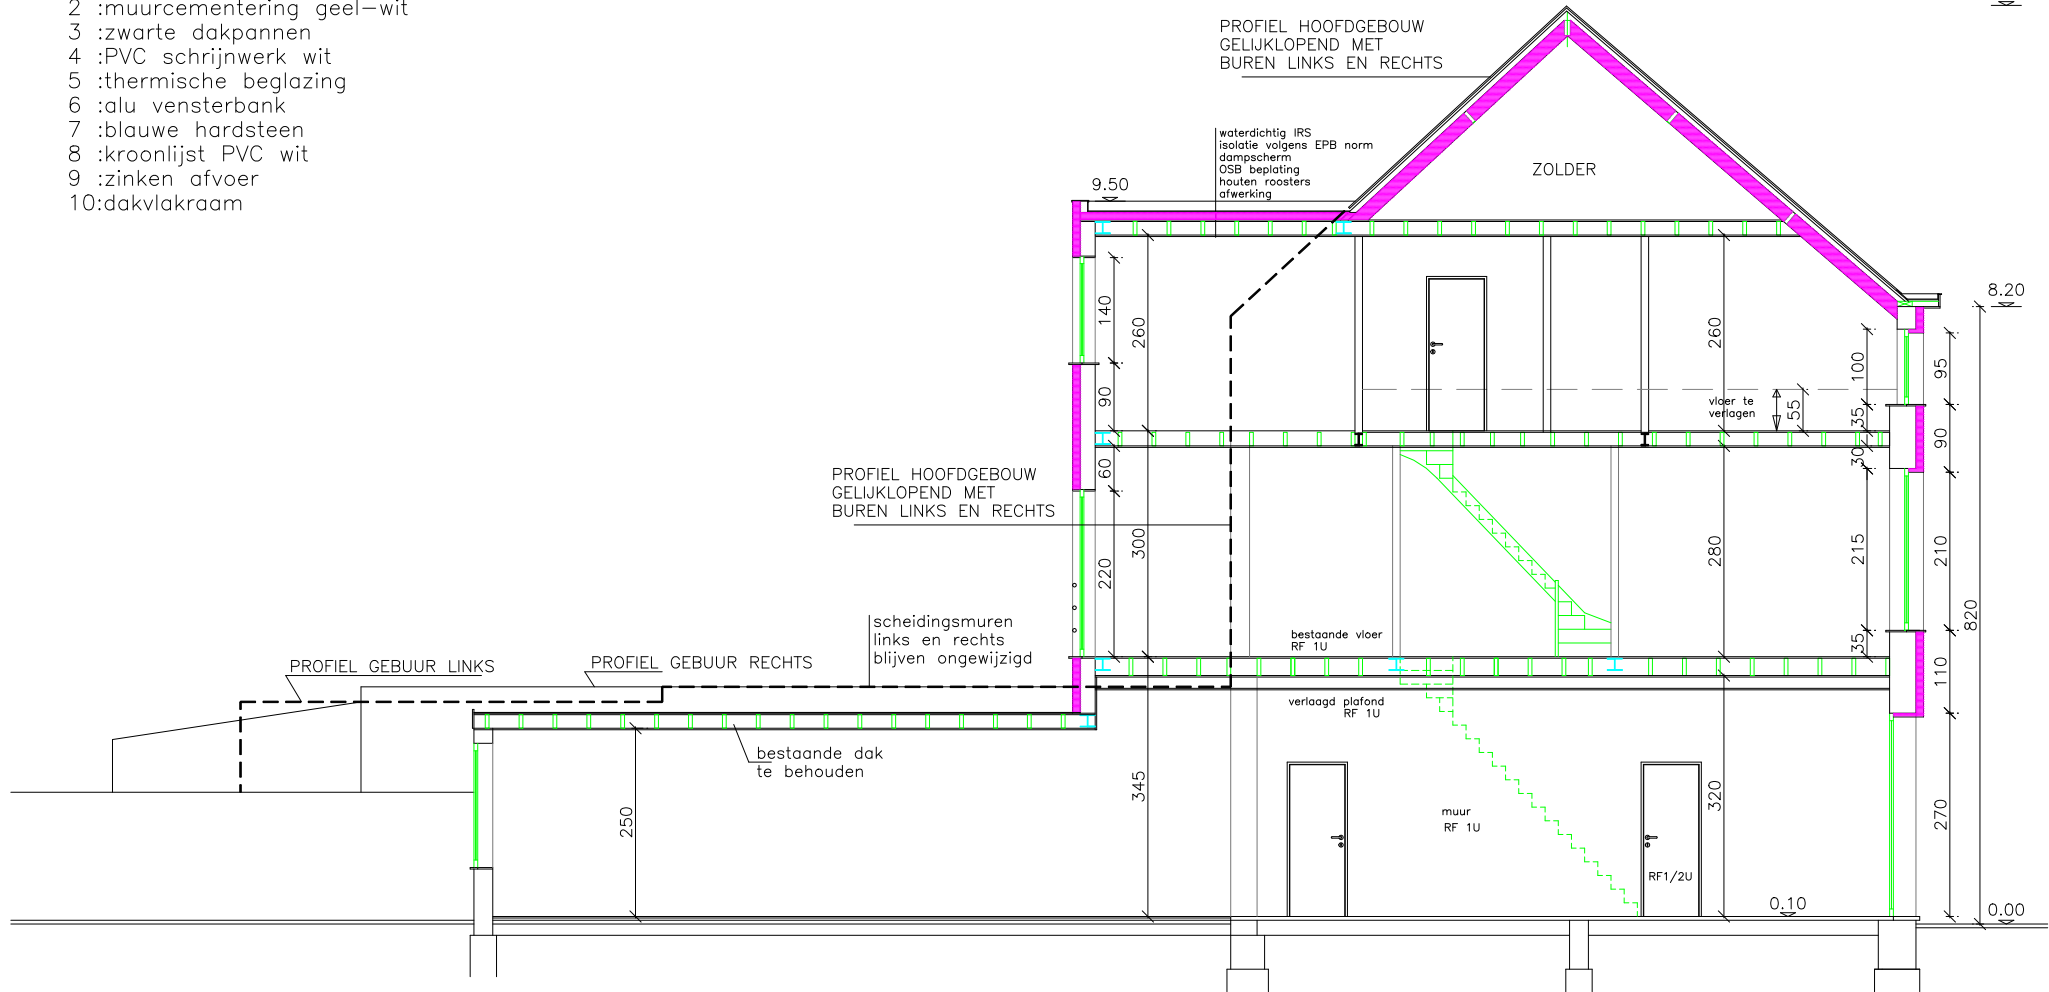 2 :muurcementering geel-wit
3 :zwarte dakpannen
4 :PVC schrijnwerk wit
5 :thermische beglazing
6 :alu vensterbank
7 :blauwe hardsteen
8 :kroonlijst PVC wit
9 :zinken afvoer
10:dakvlakraam
PROFIEL HOOFDGEBOUW
GELIJKLOPEND MET
BUREN LINKS EN RECHTS
waterdichtig IRS
isolatie volgens EPB norm
dampscherm
OSB beplating
houten roosters
afwerking
ZOLDER
9.50
8.20
140
260
260
100
95
90
vloer te
verlagen
55
35
90
30
60
PROFIEL HOOFDGEBOUW
GELIJKLOPEND MET
BUREN LINKS EN RECHTS
300
220
280
215
210
820
scheidingsmuren
links en rechts
blijven ongewijzigd
bestaande vloer
RF 1U
35
110
PROFIEL GEBUUR LINKS
PROFIEL GEBUUR RECHTS
verlaagd plafond
RF 1U
bestaande dak
te behouden
250
345
muur
RF 1U
320
270
RF1/2U
0.10
0.00